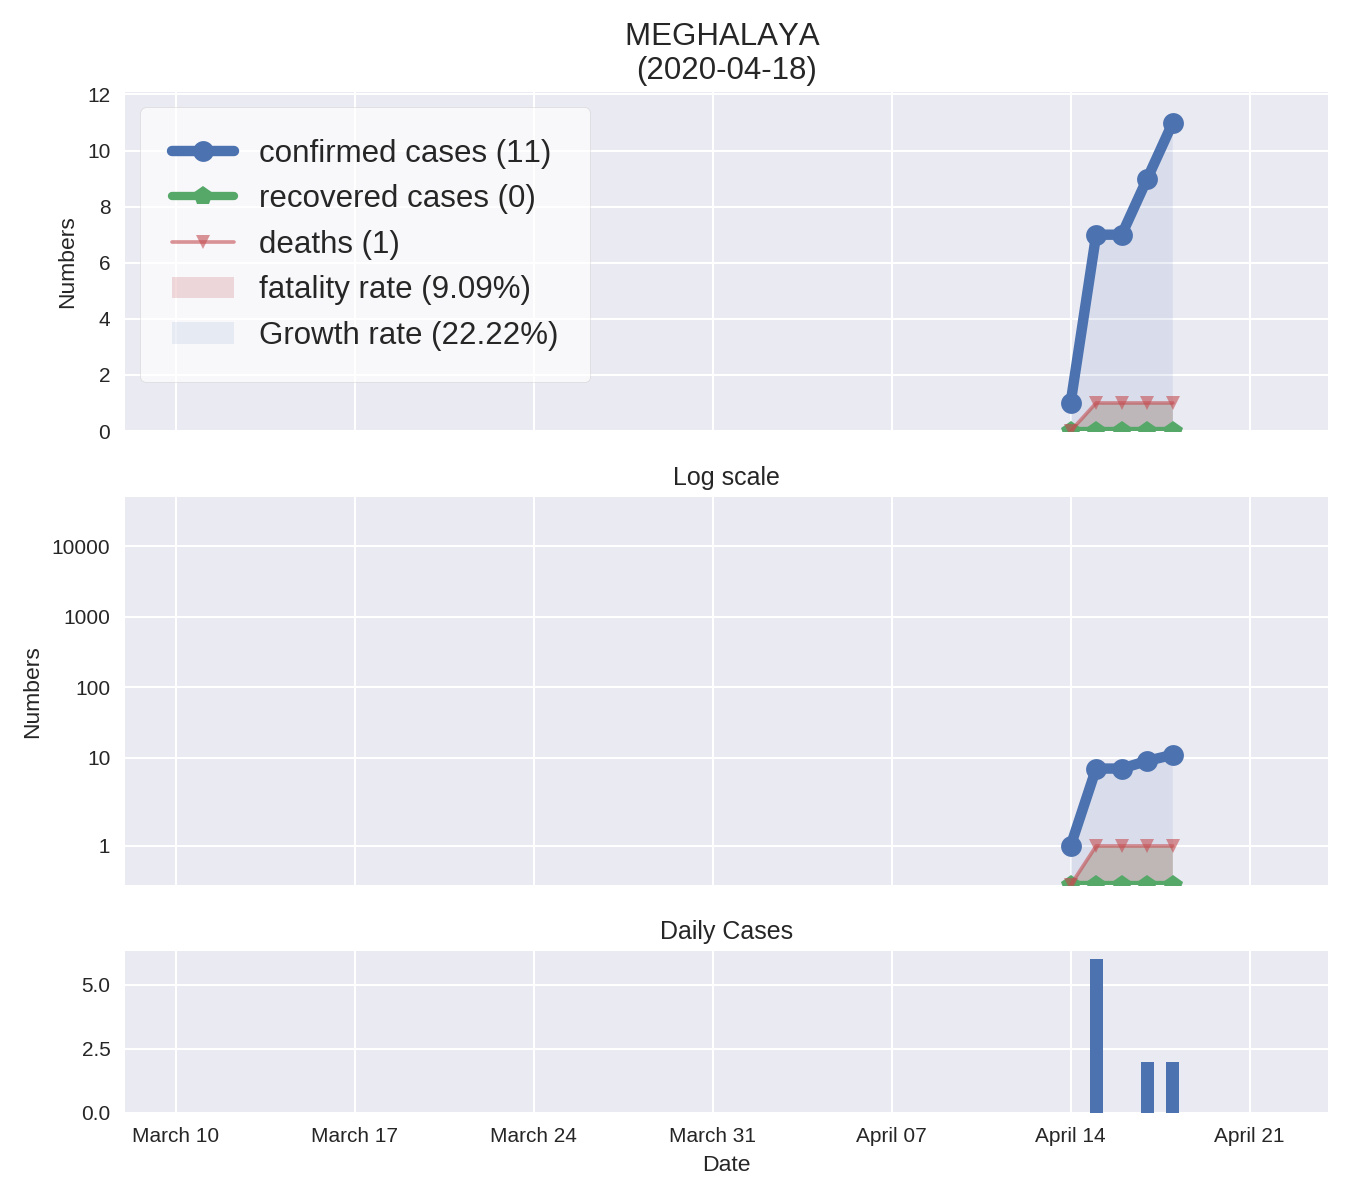 MEGHALAYA
(2020-04-18)
12
10
8
6
4
2
0
Numbers
confirmed cases (11)
recovered cases (0)
deaths (1)
fatality rate (9.09%)
Growth rate (22.22%)
Log scale
10000
1000
100
10
1
Numbers
Daily Cases
5.0
2.5
0.0
March 10 March 17 March 24 March 31 April 07 April 14 April 21
Date